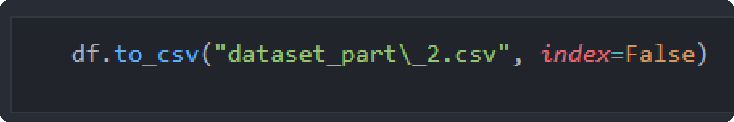 df.to_csv("dataset_part\_2.csv", index=False)